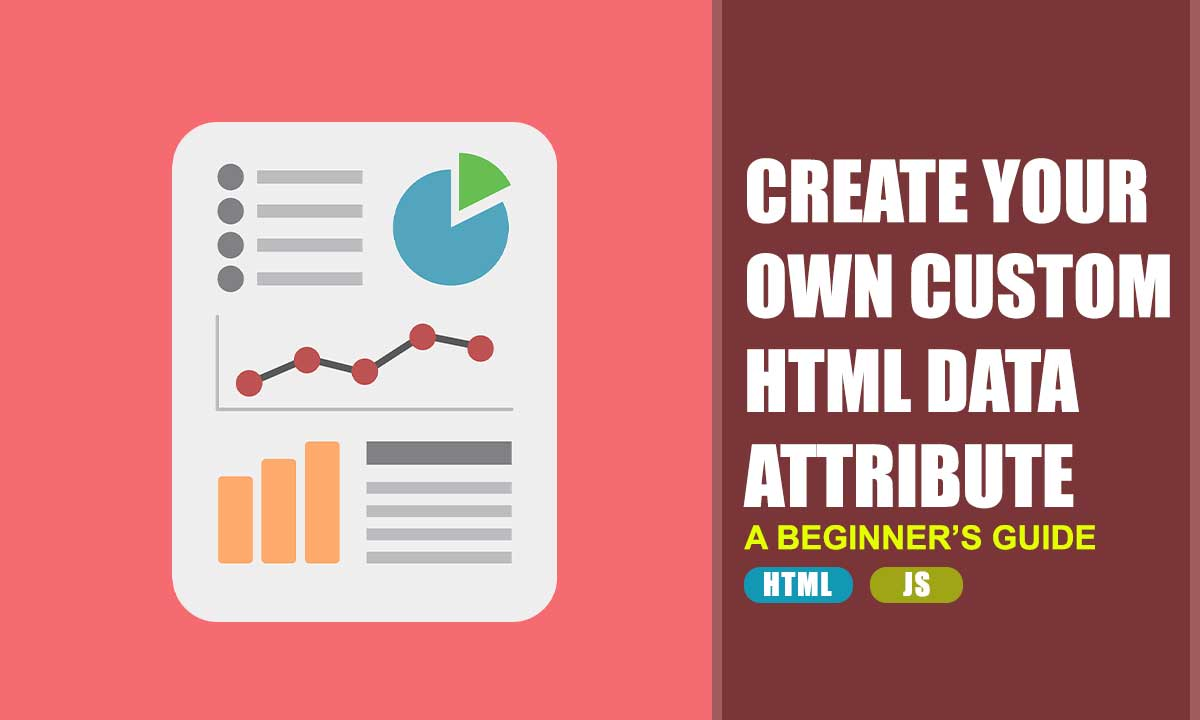 CREATE YOUR
OWN CUSTOM
HTML DATA
ATTRIBUTE
A BEGINNER’S GUIDE
HTML JS